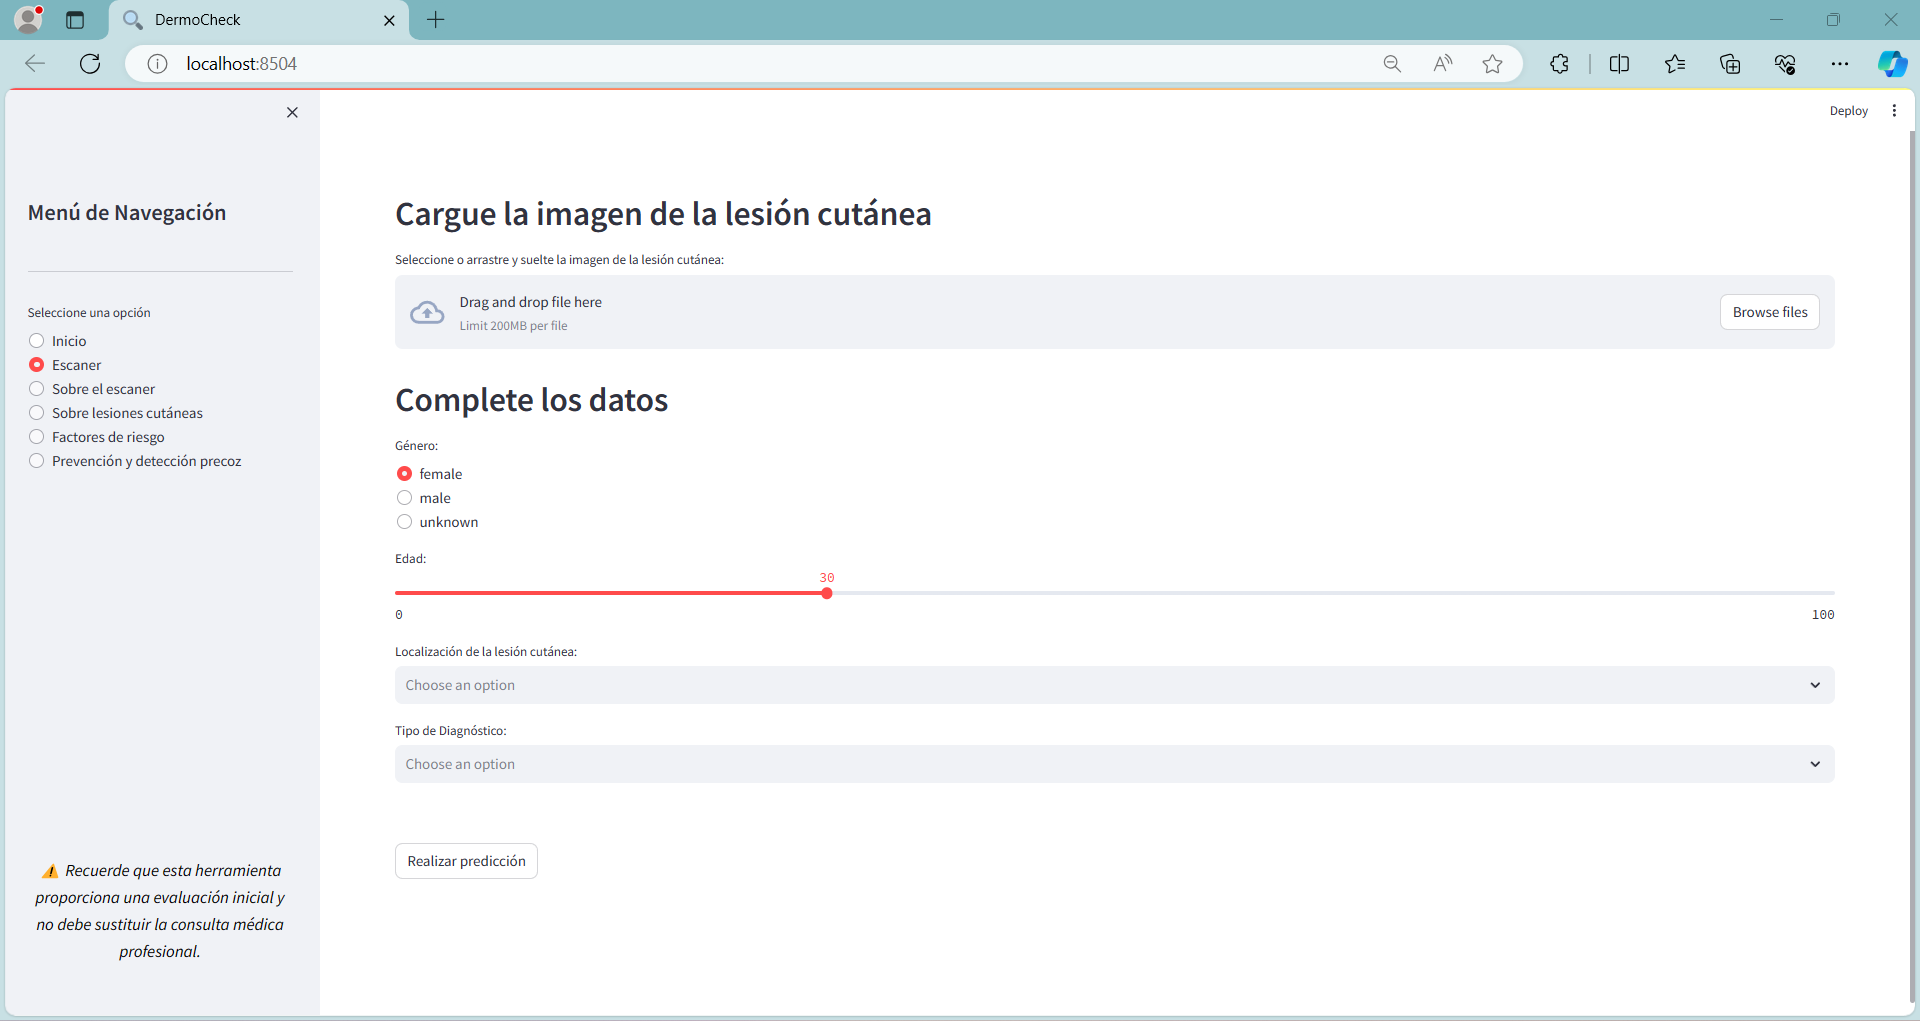 DermoCheck
localhost:8504
Deploy
Menú de Navegación
Seleccione una opción
Inicio
Escaner
Sobre el escaner
Sobre lesiones cutáneas
Factores de riesgo
Prevención y detección precoz
⚠️ Recuerde que esta herramienta
proporciona una evaluación inicial y
no debe sustituir la consulta médica
profesional.
Cargue la imagen de la lesión cutánea
Seleccione o arrastre y suelte la imagen de la lesión cutánea:
Drag and drop file here
Limit 200MB per file
Browse files
Complete los datos
Género:
female
male
unknown
Edad:
30
0 100
Localización de la lesión cutánea:
Choose an option
Tipo de Diagnóstico:
Choose an option
Realizar predicción